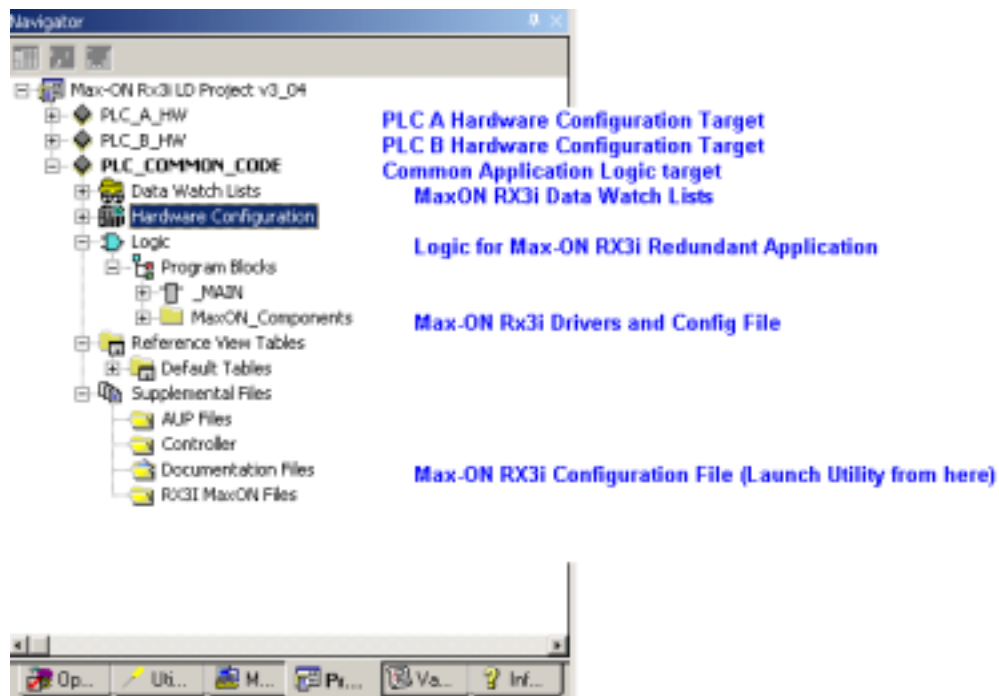 Navigator
Max-ON Rx3i LD Project v3_04
PLC_A_HW
PLC A Hardware Configuration Target
PLC_B_HW
PLC B Hardware Configuration Target
PLC_COMMON_CODE
Common Application Logic target
Data Watch Lists
MaxON RX3i Data Watch Lists
Hardware Configuration
Logic
Logic for Max-ON RX3i Redundant Application
Program Blocks
_MAIN
MaxON_Components
Max-ON Rx3i Drivers and Config File
Reference View Tables
Default Tables
Supplemental Files
AUP Files
Controller
Documentation Files
Max-ON RX3i Configuration File (Launch Utility from here)
RX3I MaxON Files
Op... Uti... M... Pr... Va... Inf...